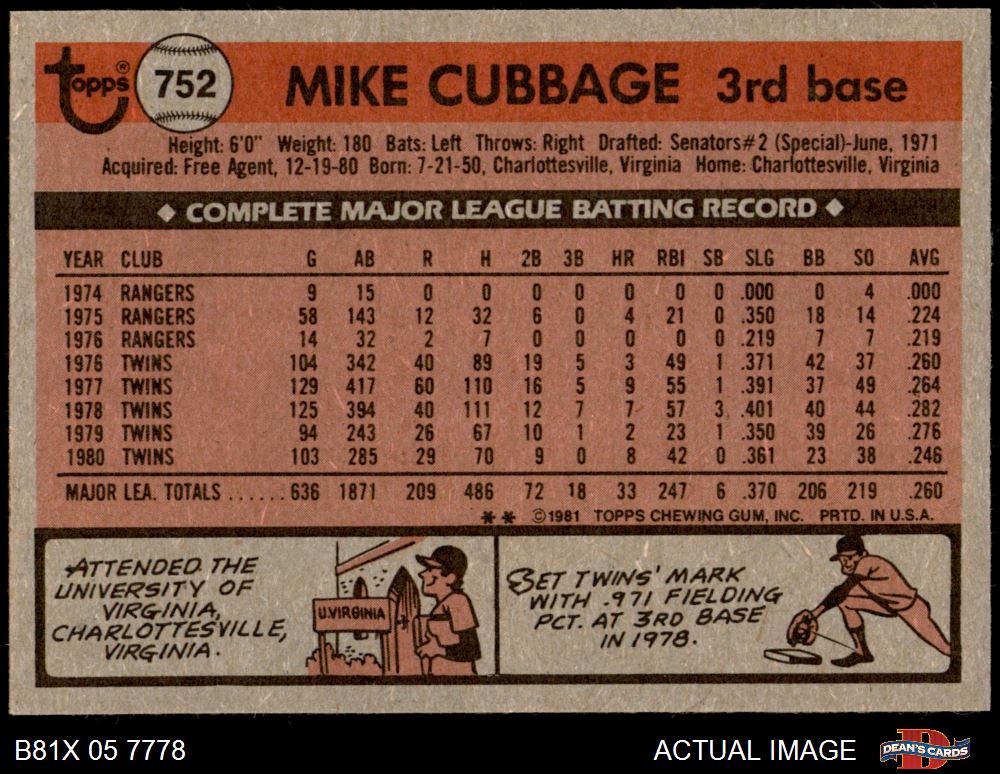 topps® 752 MIKE CUBBAGE 3rd base
Height: 6'0" Weight: 180 Bats: Left Throws: Right Drafted: Senators#2 (Special)-June, 1971
Acquired: Free Agent, 12-19-80 Born: 7-21-50, Charlottesville, Virginia Home: Charlottesville, Virginia
◆ COMPLETE MAJOR LEAGUE BATTING RECORD ◆
YEAR CLUB G AB R H 2B 3B HR RBI SB SLG BB SO AVG
1974 RANGERS 9 15 0 0 0 0 0 0 0 .000 0 4 .000
1975 RANGERS 58 143 12 32 6 0 4 21 0 .350 18 14 .224
1976 RANGERS 14 32 2 7 0 0 0 0 0 .219 7 7 .219
1976 TWINS 104 342 40 89 19 5 3 49 1 .371 42 37 .260
1977 TWINS 129 417 60 110 16 5 9 55 1 .391 37 49 .264
1978 TWINS 125 394 40 111 12 7 7 57 3 .401 40 44 .282
1979 TWINS 94 243 26 67 10 1 2 23 1 .350 39 26 .276
1980 TWINS 103 285 29 70 9 0 8 42 0 .361 23 38 .246
MAJOR LEA. TOTALS ...... 636 1871 209 486 72 18 33 247 6 .370 206 219 .260
** ©1981 TOPPS CHEWING GUM, INC. PRTD. IN U.S.A.
ATTENDED THE
UNIVERSITY OF
VIRGINIA,
CHARLOTTESVILLE,
VIRGINIA.
U.VIRGINIA
SET TWINS' MARK
WITH .971 FIELDING
PCT. AT 3RD BASE
IN 1978.
B81X 05 7778 ACTUAL IMAGE DEAN'S CARDS